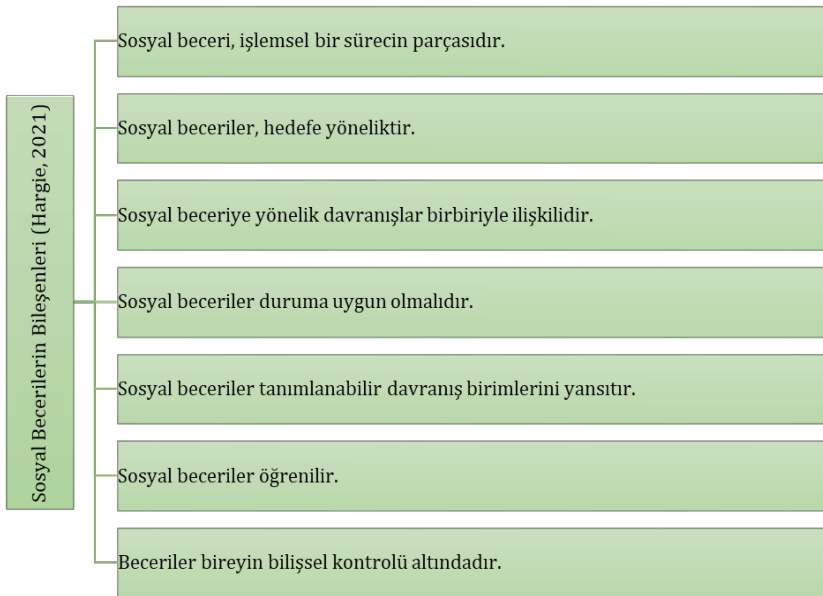 Sosyal Becerilerin Bileşenleri (Hargie, 2021)
Sosyal beceri, işlemsel bir sürecin parçasıdır.
Sosyal beceriler, hedefe yöneliktir.
Sosyal beceriye yönelik davranışlar birbiriyle ilişkilidir.
Sosyal beceriler duruma uygun olmalıdır.
Sosyal beceriler tanımlanabilir davranış birimlerini yansıtır.
Sosyal beceriler öğrenilir.
Beceriler bireyin bilişsel kontrolü altındadır.